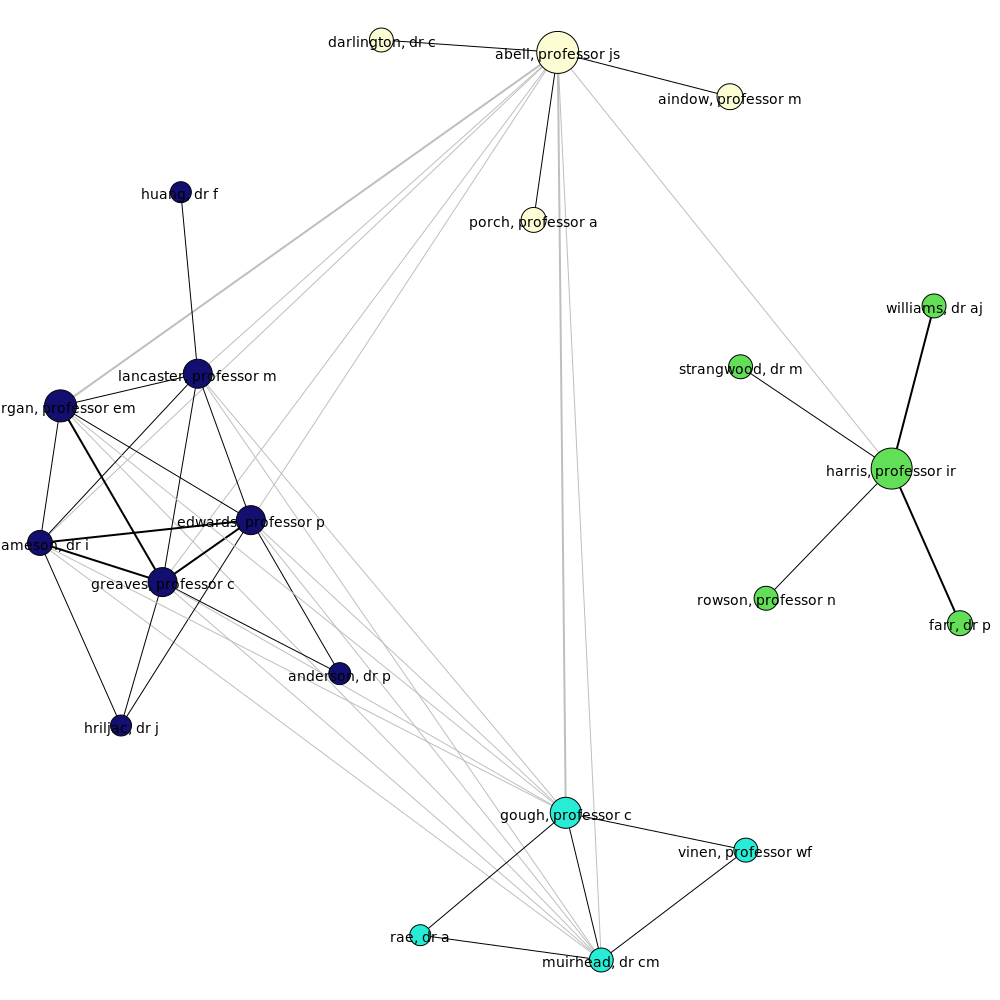 darlington, dr c
abell, professor js
aindow, professor m
huang, dr f
porch, professor a
williams, dr aj
strangwood, dr m
lancaster, professor m
rgan, professor em
harris, professor ir
edwards, professor p
ameson, dr i
greaves, professor c
rowson, professor n
farr, dr p
anderson, dr p
hriljac, dr j
gough, professor c
vinen, professor wf
rae, dr a
muirhead, dr cm